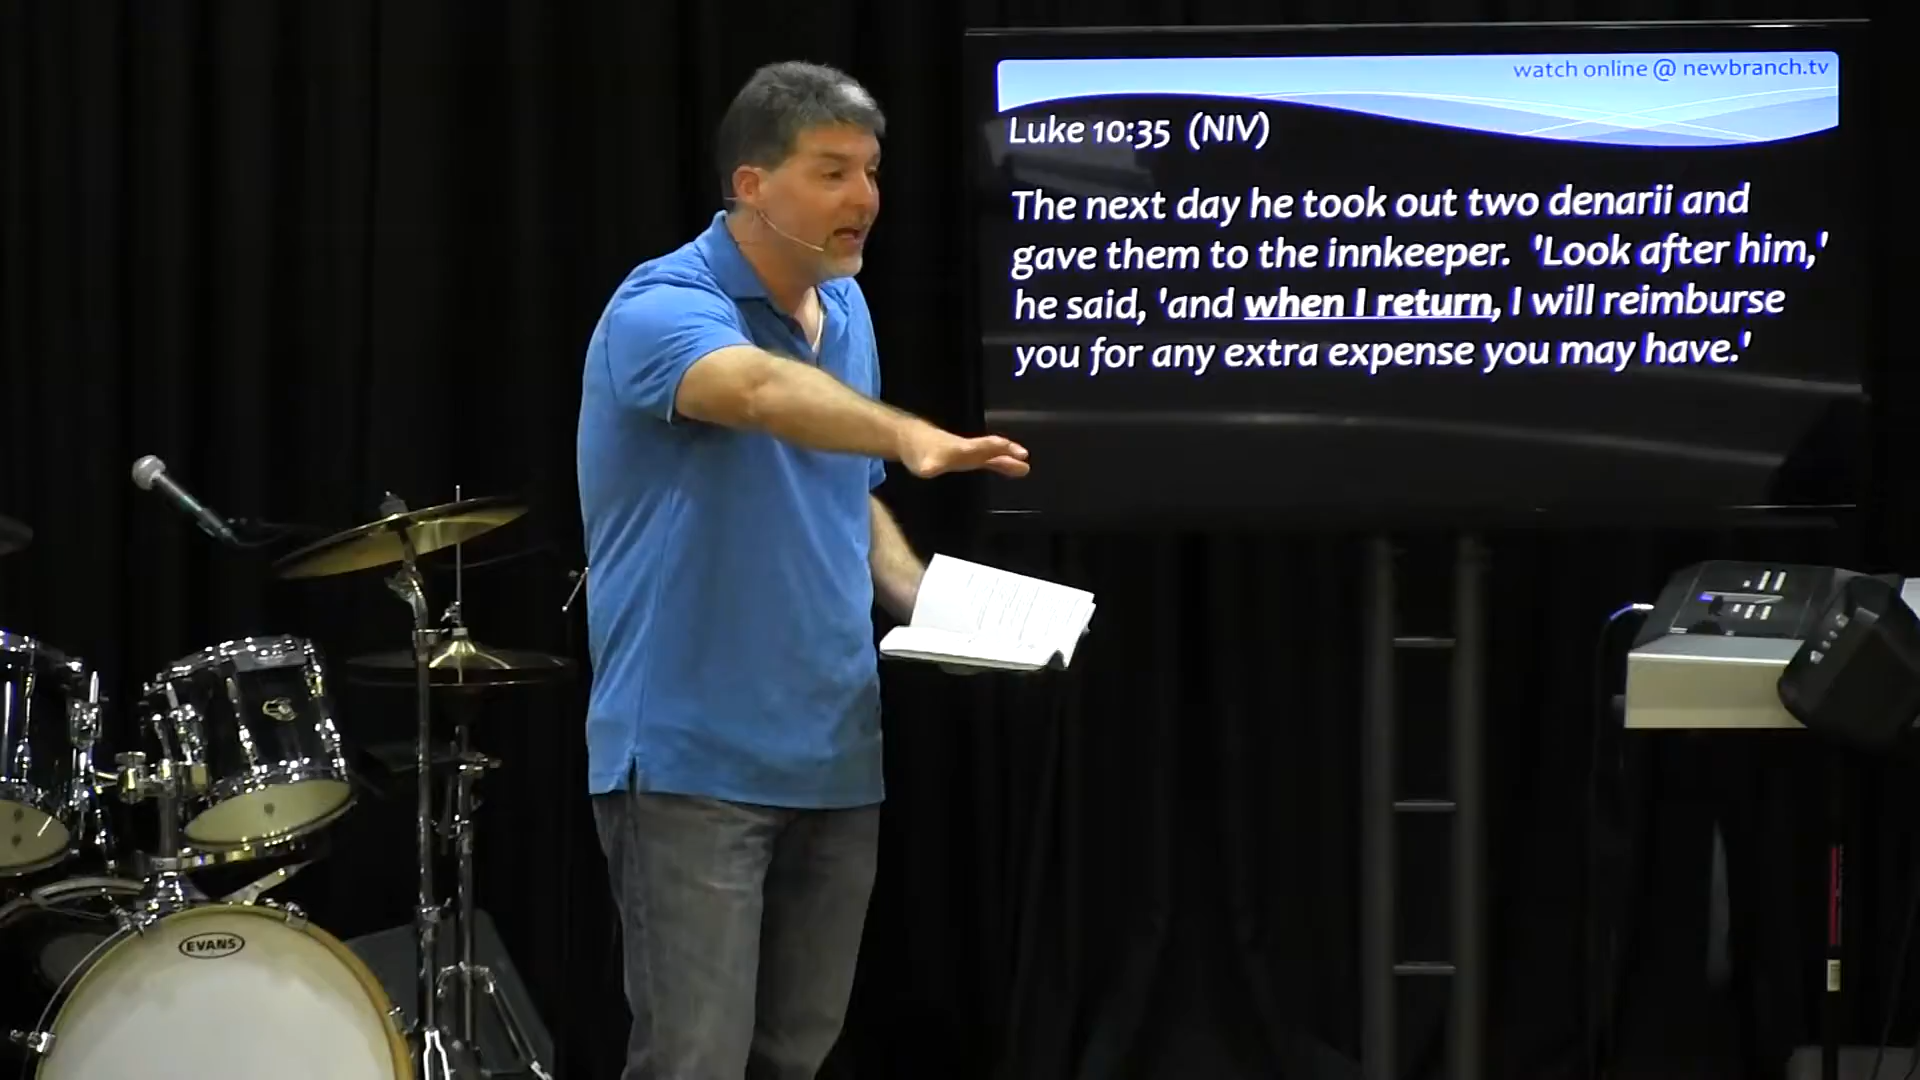 watch online @ newbranch.tv
Luke 10:35 (NIV)
The next day he took out two denarii and
gave them to the innkeeper. 'Look after him,'
he said, 'and when I return, I will reimburse
you for any extra expense you may have.'
EVANS